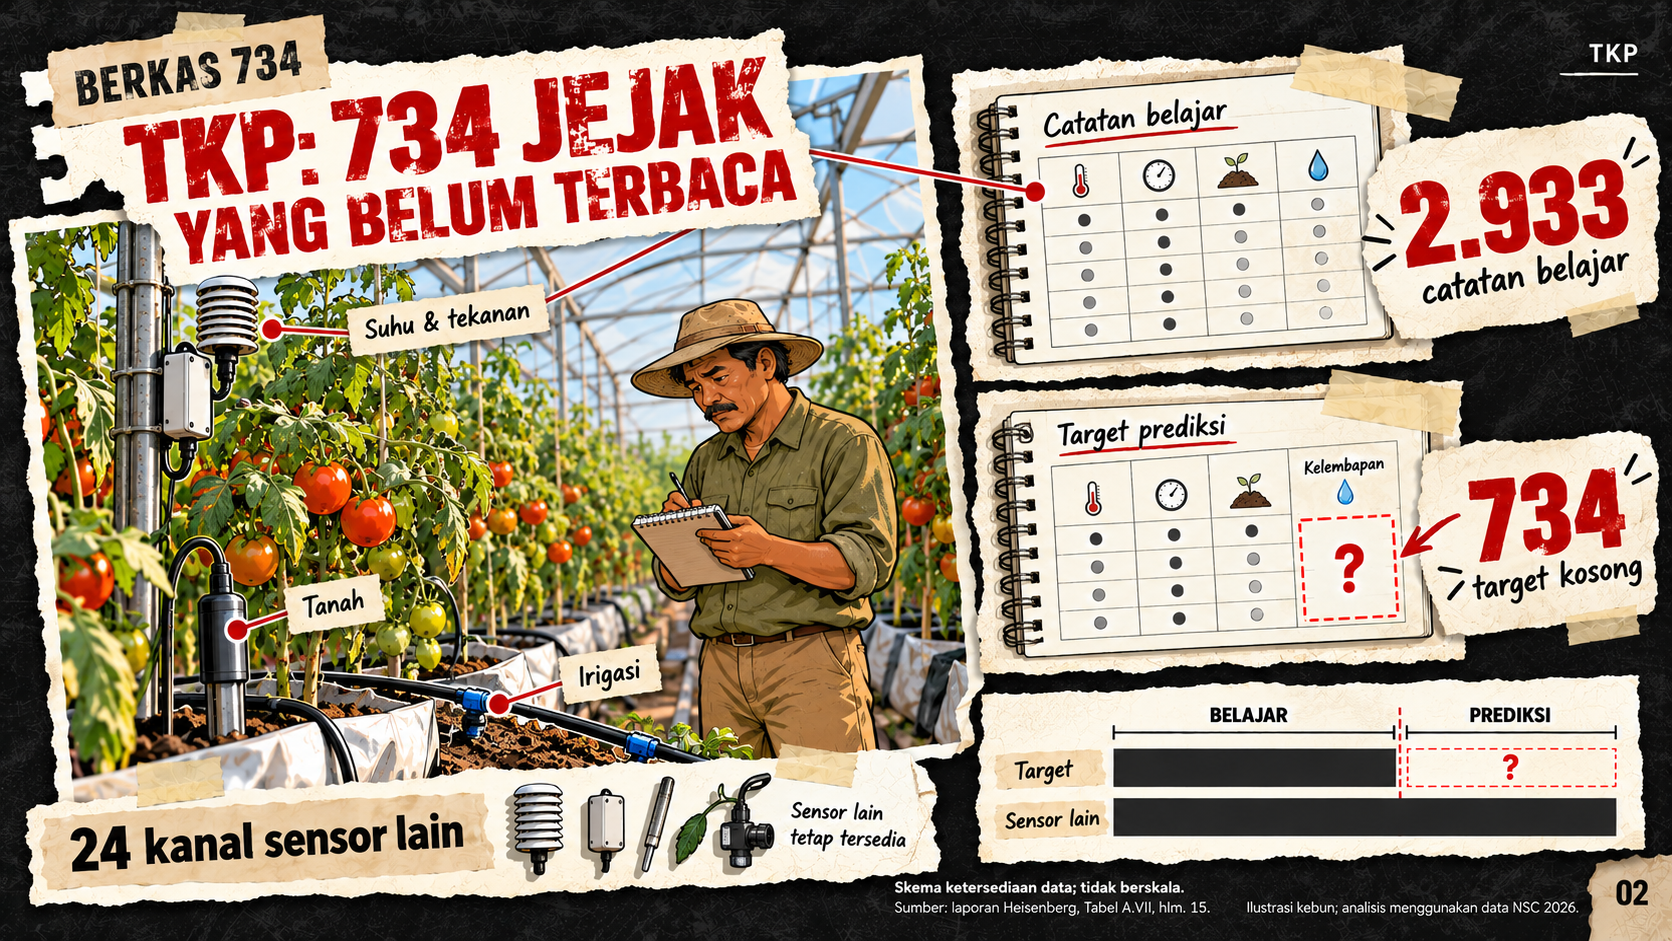 BERKAS 734
TKP: 734 JEJAK
YANG BELUM TERBACA
Suhu & tekanan
Tanah
Irigasi
24 kanal sensor lain
Sensor lain
tetap tersedia
TKP
Catatan belajar
2.933
catatan belajar
Target prediksi
Kelembapan
?
734
target kosong
BELAJAR
PREDIKSI
Target
?
Sensor lain
Skema ketersediaan data; tidak berskala.
Sumber: laporan Heisenberg, Tabel A.VII, hlm. 15.
Ilustrasi kebun; analisis menggunakan data NSC 2026.
02